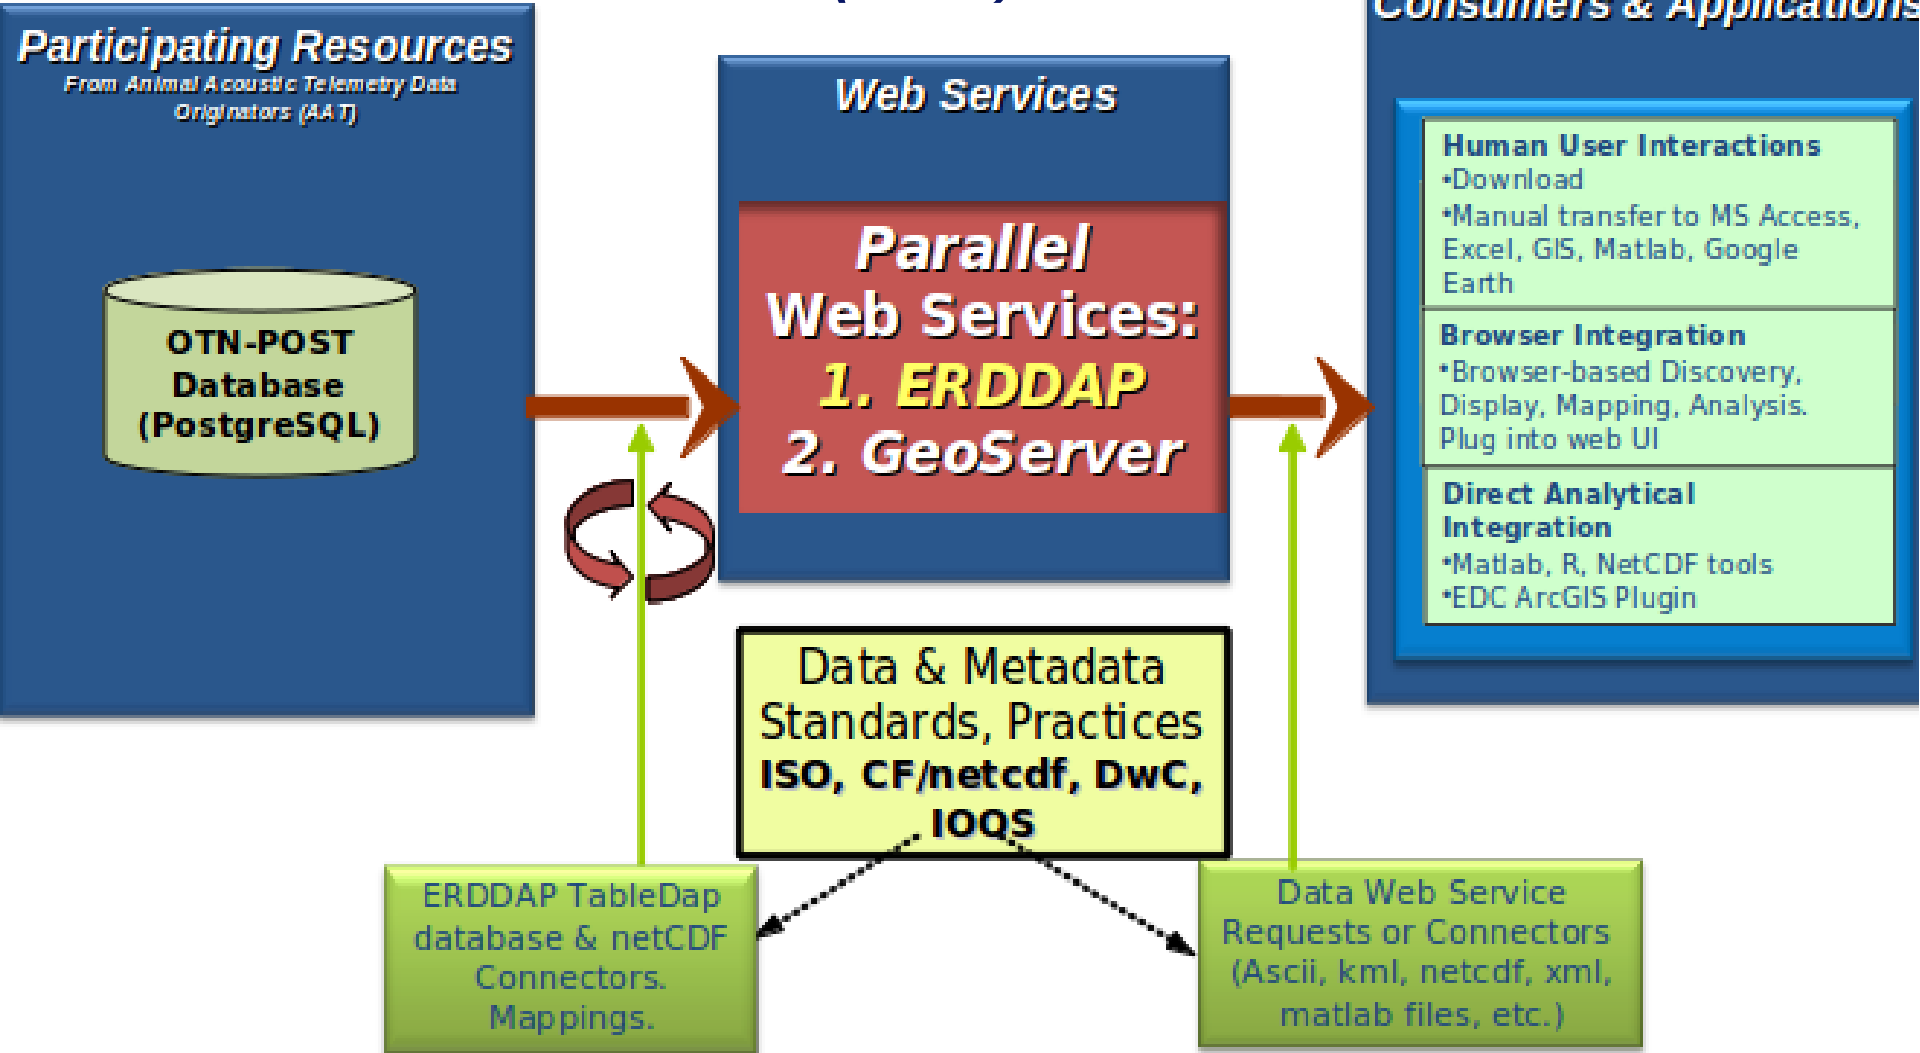 Participating Resources
From Animal Acoustic Telemetry Data
Originators (AAT)
OTN-POST
Database
(PostgreSQL)
Web Services
Parallel
Web Services:
1. ERDDAP
2. GeoServer
Consumers & Applications
Human User Interactions
•Download
•Manual transfer to MS Access,
Excel, GIS, Matlab, Google
Earth
Browser Integration
•Browser-based Discovery,
Display, Mapping, Analysis.
Plug into web UI
Direct Analytical
Integration
•Matlab, R, NetCDF tools
•EDC ArcGIS Plugin
Data & Metadata
Standards, Practices
ISO, CF/netcdf, DwC,
IOOS
ERDDAP TableDap
database & netCDF
Connectors.
Mappings.
Data Web Service
Requests or Connectors
(Ascii, kml, netcdf, xml,
matlab files, etc.)